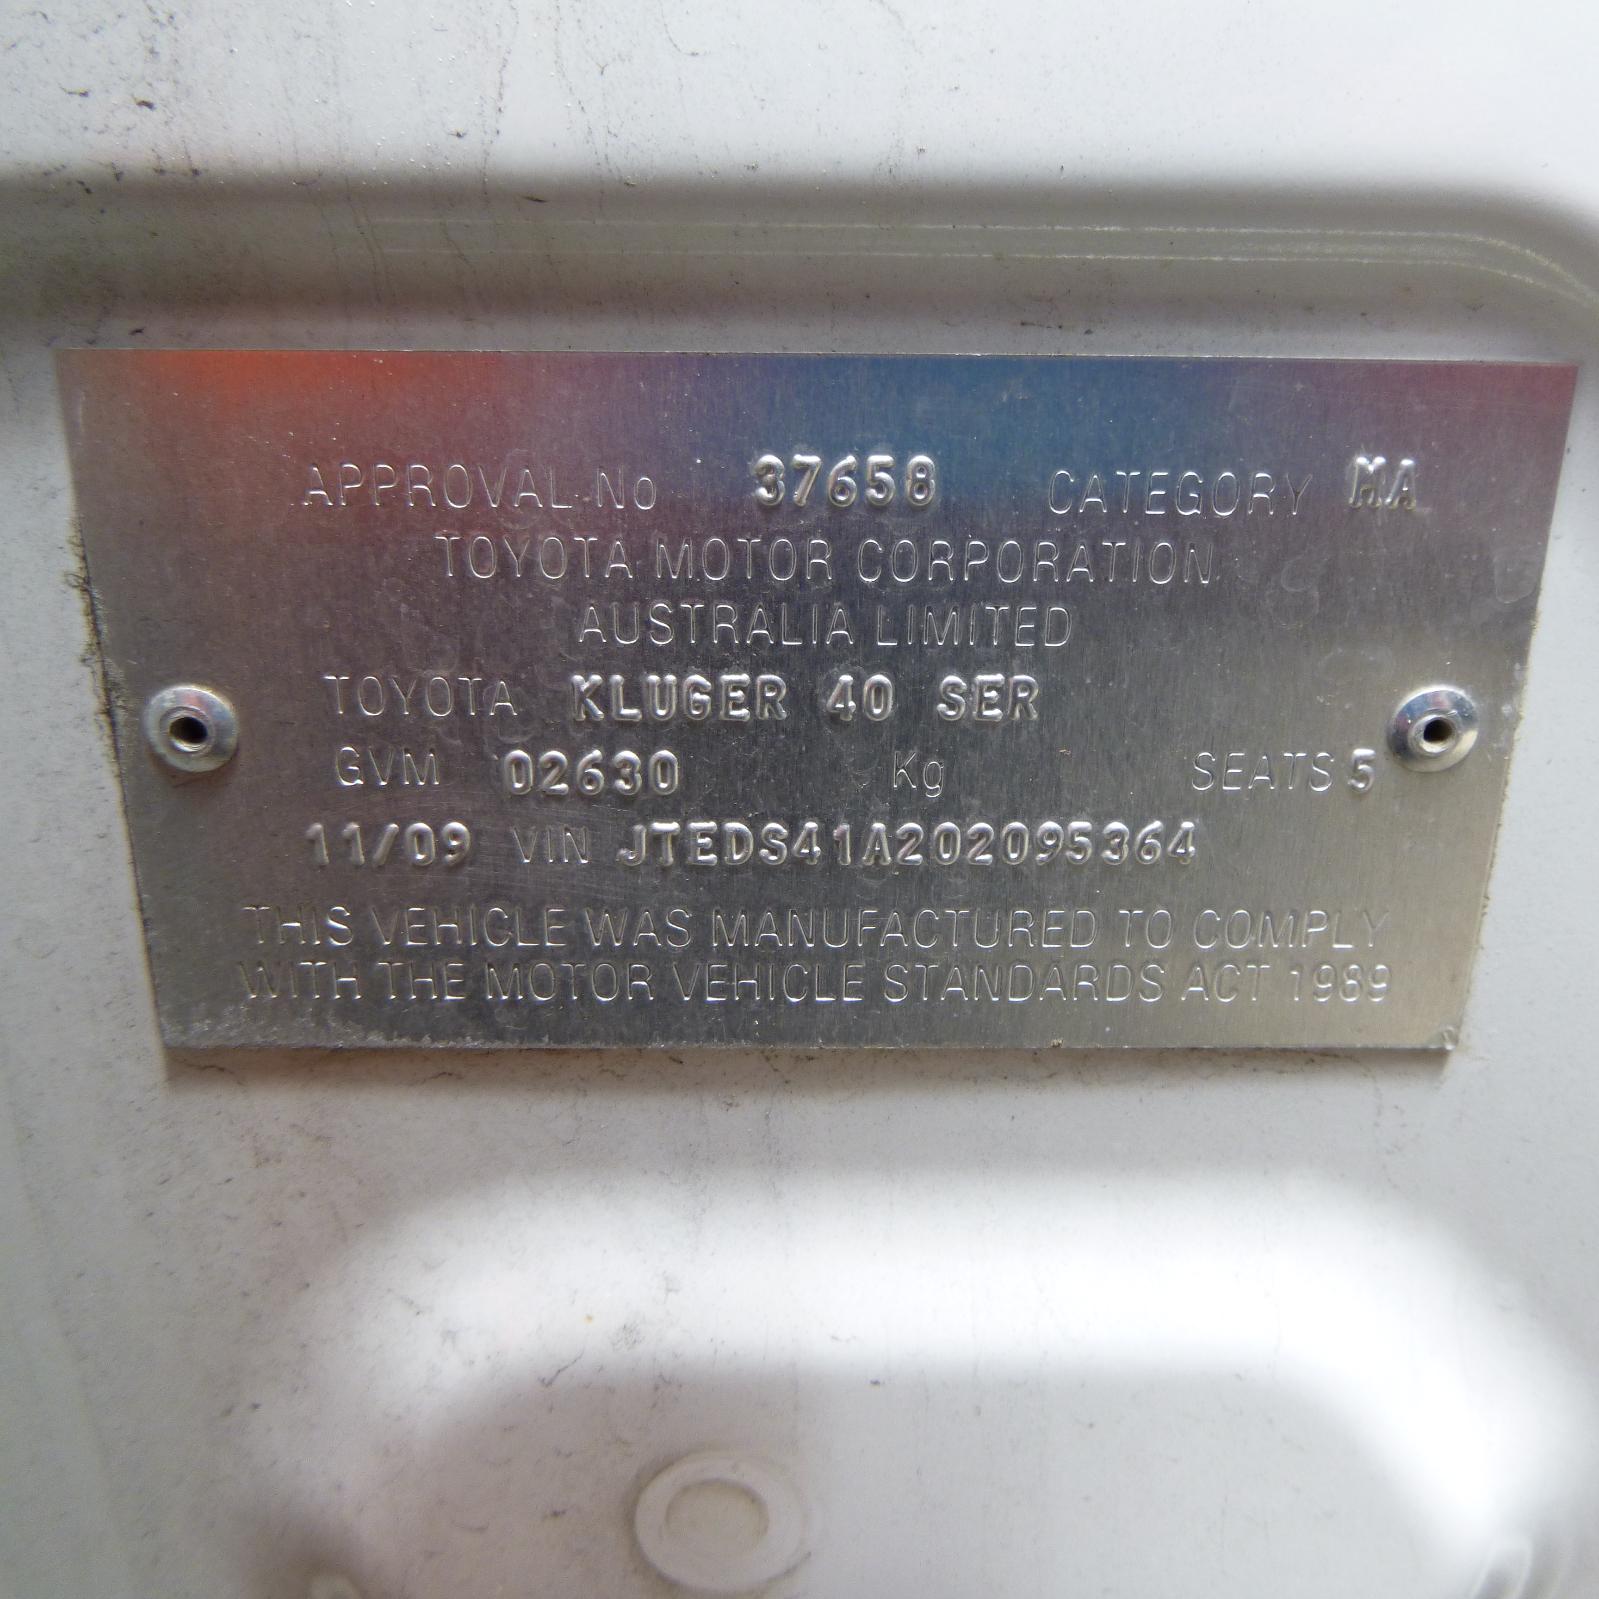 APPROVAL No 37658 CATEGORY MA
TOYOTA MOTOR CORPORATION
AUSTRALIA LIMITED
TOYOTA KLUGER 40 SER
GVM 02630 Kg SEATS 5
11/09 VIN JTEDS41A202095364
THIS VEHICLE WAS MANUFACTURED TO COMPLY
WITH THE MOTOR VEHICLE STANDARDS ACT 1989